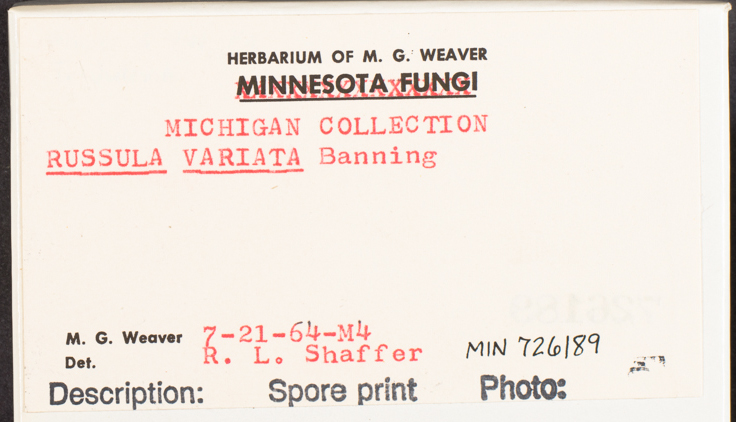 HERBARIUM OF M. G. WEAVER
MINNESOTA FUNGI
MICHIGAN COLLECTION
RUSSULA VARIATA Banning
M. G. Weaver 7-21-64-M4
Det. R. L. Shaffer
MIN 726189
Description: Spore print Photo: